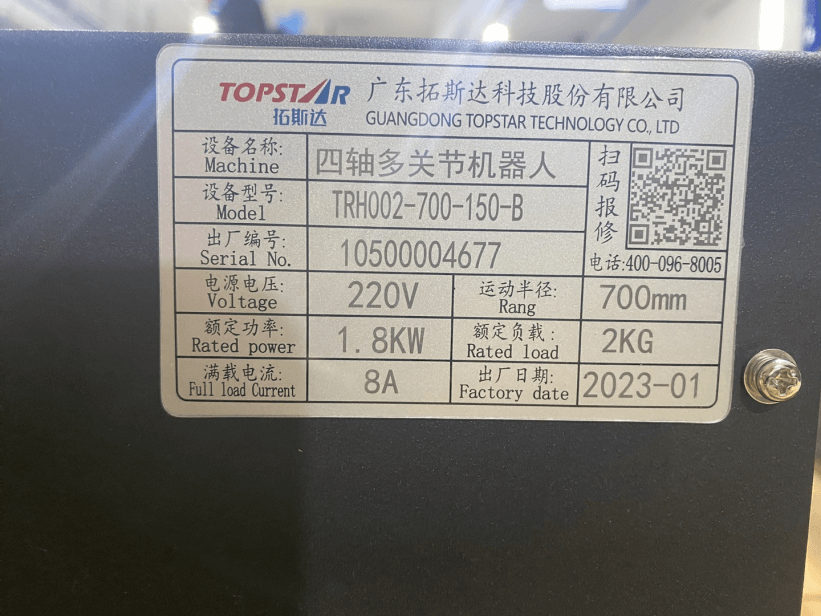 TOPSTAR 广东拓斯达科技股份有限公司
拓斯达 GUANGDONG TOPSTAR TECHNOLOGY CO., LTD
设备名称: 四轴多关节机器人
Machine
设备型号: TRH002-700-150-B
Model
出厂编号: 10500004677
Serial No.
扫码报修
电话:400-096-8005
电源电压: 220V 运动半径: 700mm
Voltage Rang
额定功率: 1.8KW 额定负载: 2KG
Rated power Rated load
满载电流: 8A 出厂日期: 2023-01
Full load Current Factory date